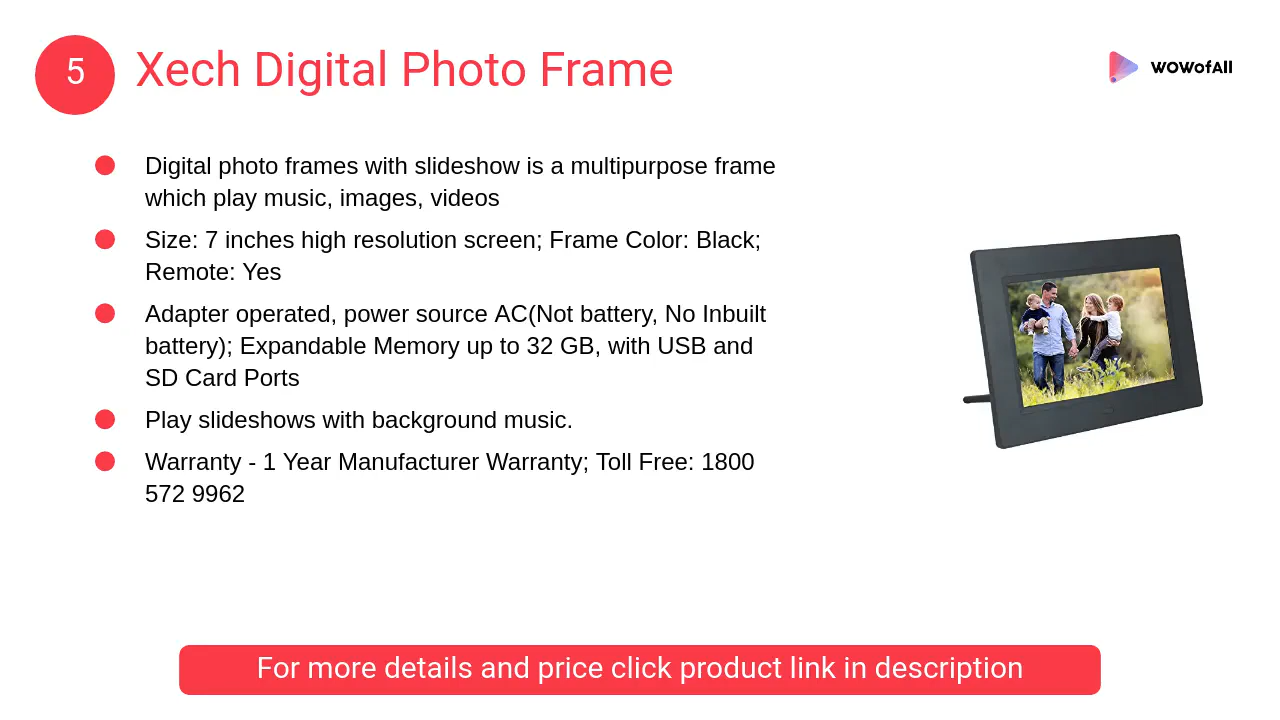 5
Xech Digital Photo Frame
WOWofAll
Digital photo frames with slideshow is a multipurpose frame
which play music, images, videos
Size: 7 inches high resolution screen; Frame Color: Black;
Remote: Yes
Adapter operated, power source AC(Not battery, No Inbuilt
battery); Expandable Memory up to 32 GB, with USB and
SD Card Ports
Play slideshows with background music.
Warranty - 1 Year Manufacturer Warranty; Toll Free: 1800
572 9962
For more details and price click product link in description